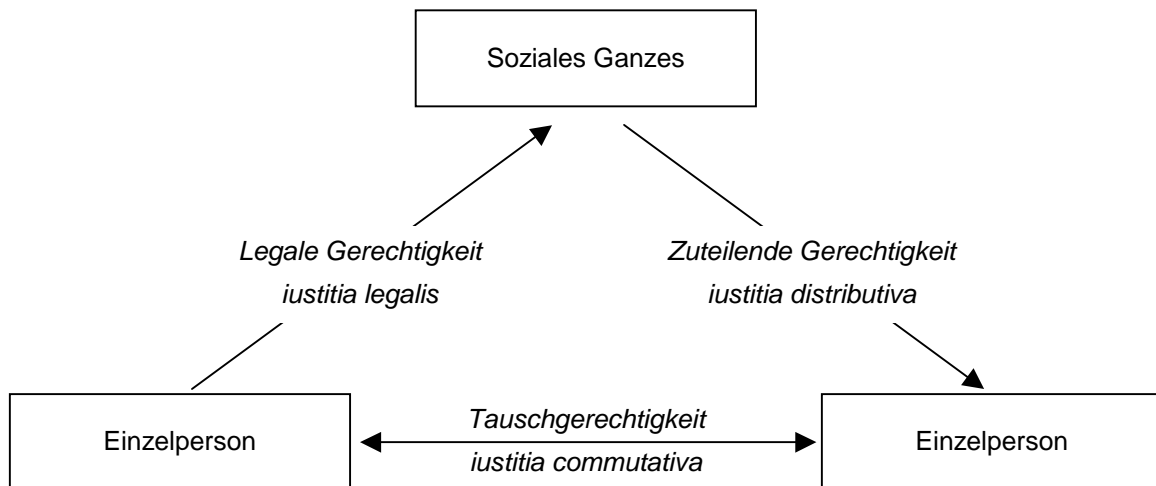 Soziales Ganzes
Legale Gerechtigkeit
iustitia legalis
Zuteilende Gerechtigkeit
iustitia distributiva
Einzelperson
Tauschgerechtigkeit
iustitia commutativa
Einzelperson